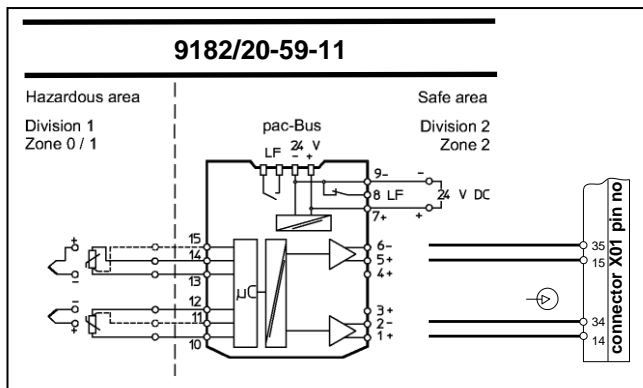 9182/20-59-11
Hazardous area
Safe area
Division 1
Zone 0 / 1
pac-Bus
Division 2
Zone 2
LF 24 V
- +
9-
-
8 LF
24 V DC
7+
+
15
14
13
12
11
10
+
-
-
+
µC
6-
5+
4+
3+
2-
1+
35
15
34
14
connector X01 pin no